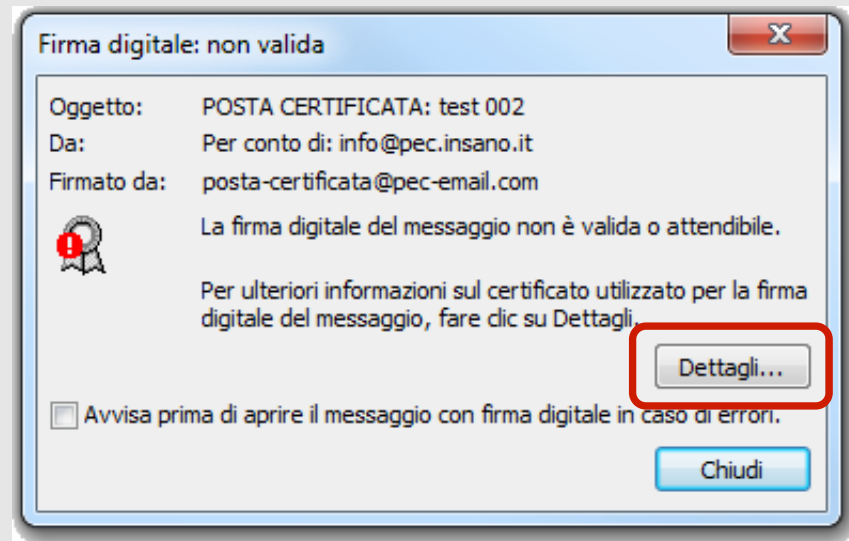 Firma digitale: non valida
Oggetto: POSTA CERTIFICATA: test 002
Da: Per conto di: info@pec.insano.it
Firmato da: posta-certificata@pec-email.com
La firma digitale del messaggio non è valida o attendibile.
Per ulteriori informazioni sul certificato utilizzato per la firma
digitale del messaggio, fare clic su Dettagli.
Dettagli...
Avvisa prima di aprire il messaggio con firma digitale in caso di errori.
Chiudi